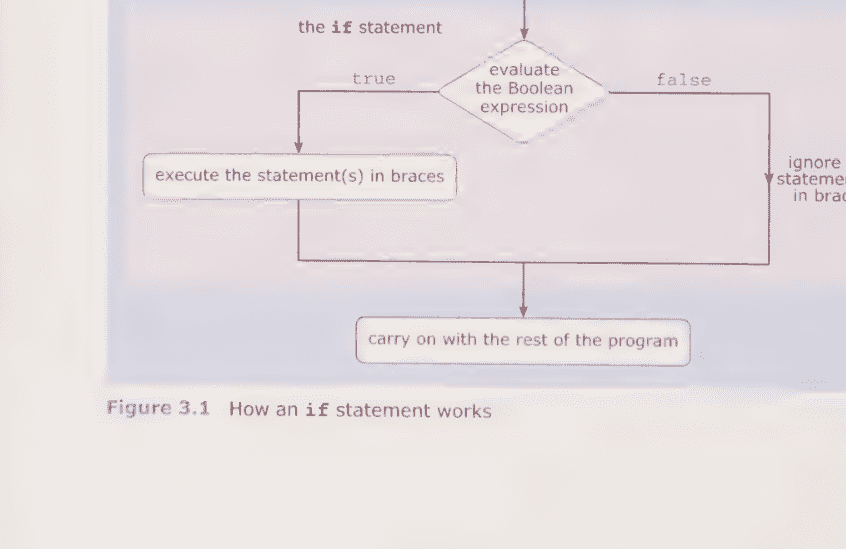 the if statement
evaluate
the Boolean
expression
true
false
execute the statement(s) in braces
ignore
in
carry on with the rest of the program
Figure 3.1 How an if statement works